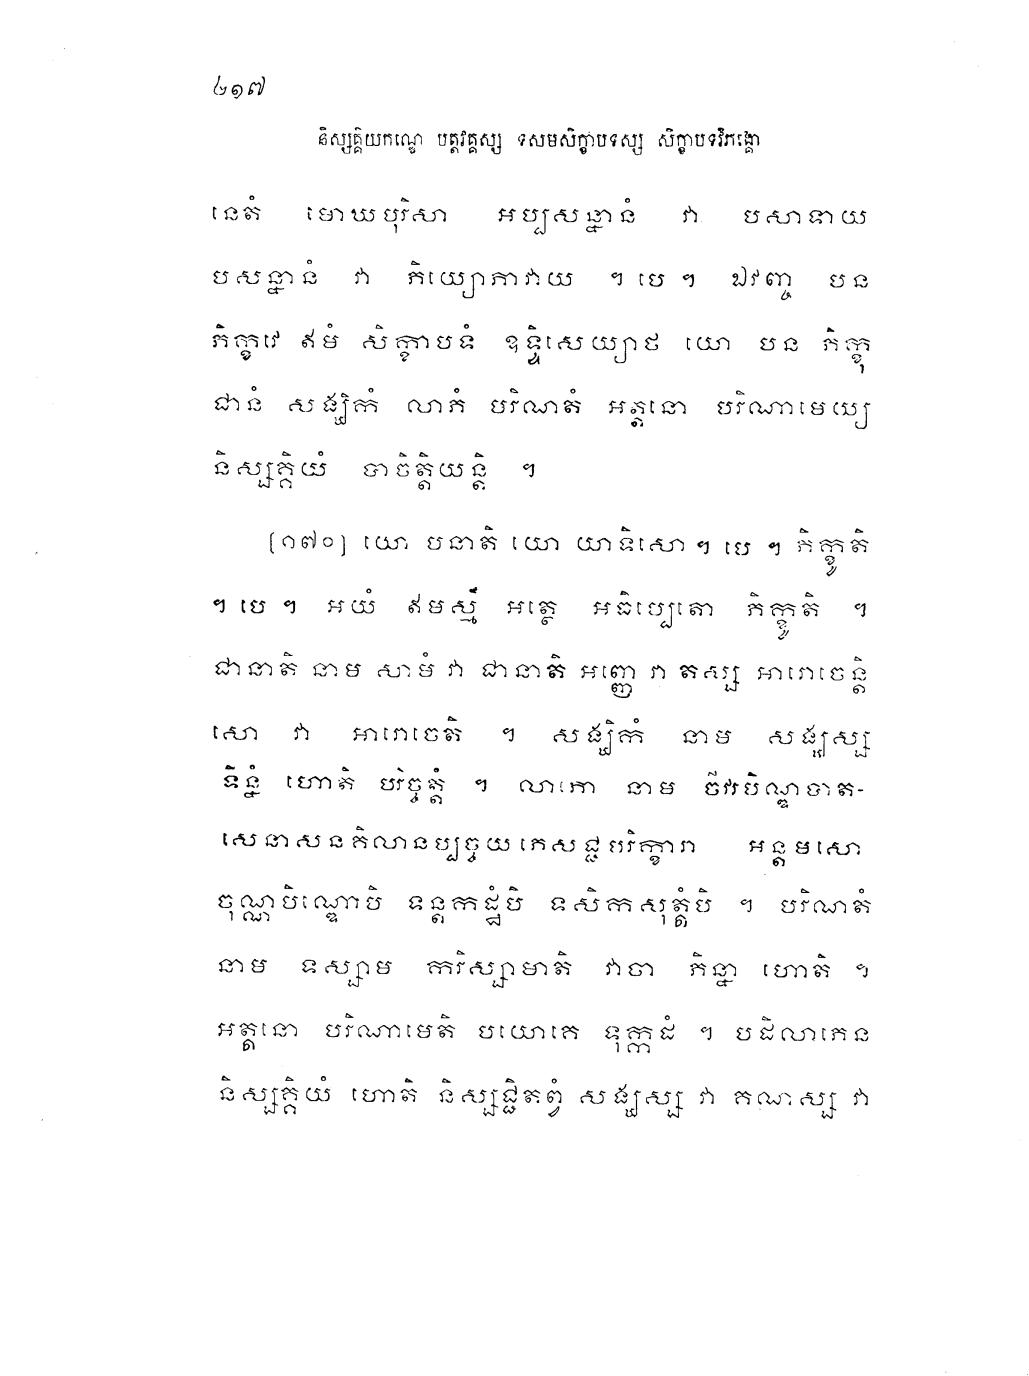 ៤១៧
និស្សគ្គិយកណ្ឌេ បត្តវគ្គស្ស ទសមសិក្ខាបទស្ស សិក្ខាបទវិភង្គោ
នេតំ មោឃបុរិសា អប្បសន្នានំ វា បសាទាយ
បសន្នានំ វា ភិយ្យោភាវាយ ។ បេ ។ ឯវញ្ច បន
ភិក្ខវេ ឥមំ សិក្ខាបទំ ឧទ្ទិសេយ្យាថ យោ បន ភិក្ខុ
ជានំ សង្ឃិកំ លាភំ បរិណតំ អត្តនោ បរិណាមេយ្យ
និស្សគ្គិយំ បាចិត្តិយន្តិ ។
[១៧០] យោ បនាតិ យោ យាទិសោ ។ បេ ។ ភិក្ខូតិ
។ បេ ។ អយំ ឥមស្មឹ អត្ថេ អធិប្បេតោ ភិក្ខូតិ ។
ជានាតិ នាម សាមំ វា ជានាតិ អញ្ញេ វា តស្ស អារោចេន្តិ
សោ វា អារោចេតិ ។ សង្ឃិកំ នាម សង្ឃស្ស
ទិន្នំ ហោតិ បរិច្ចត្តំ ។ លាភោ នាម ចីវរបិណ្ឌបាត-
សេនាសនគិលានប្បច្ចយភេសជ្ជបរិក្ខារា អន្តមសោ
ចុណ្ណបិណ្ឌោបិ ទន្តកដ្ឋំបិ ទសិកសុត្តំបិ ។ បរិណតំ
នាម ទស្សាម ករិស្សាមាតិ វាចា ភិន្នា ហោតិ ។
អត្តនោ បរិណាមេតិ បយោគេ ទុក្កដំ ។ បដិលាភេន
និស្សគ្គិយំ ហោតិ និស្សជ្ជិតព្វំ សង្ឃស្ស វា គណស្ស វា